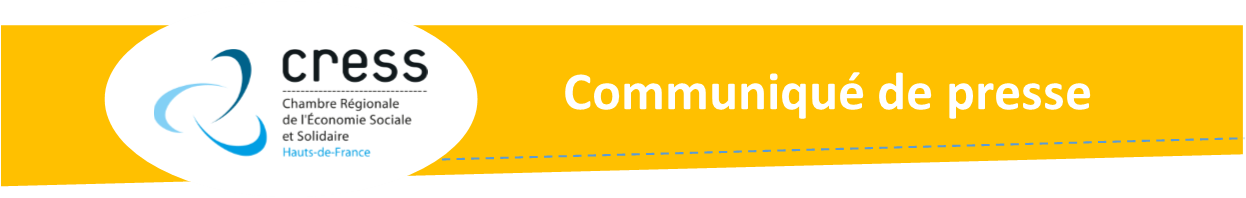 cress
Chambre Régionale
de l'Économie Sociale
et Solidaire
Hauts-de-France
Communiqué de presse